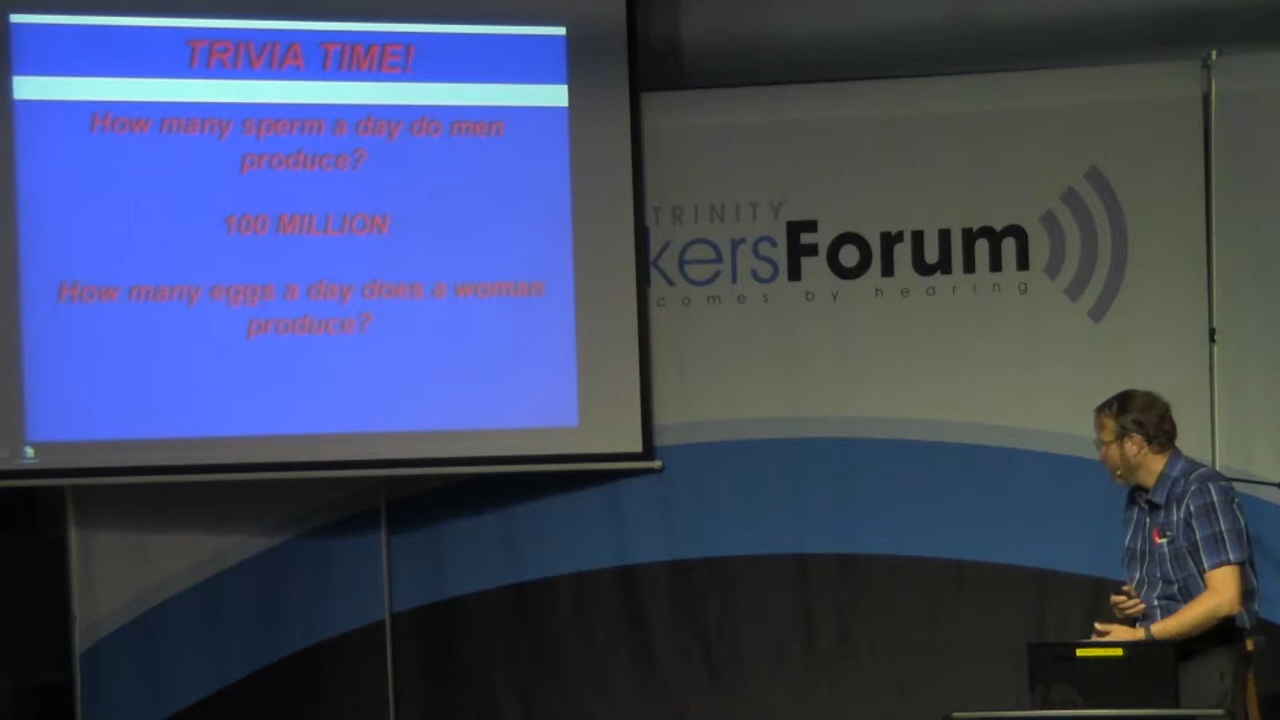 TRIVIA TIME!
How many sperm a day do men
produce?
100 MILLION
How many eggs a day does a woman
produce?
TRINITY
kersForum
comes by hearing